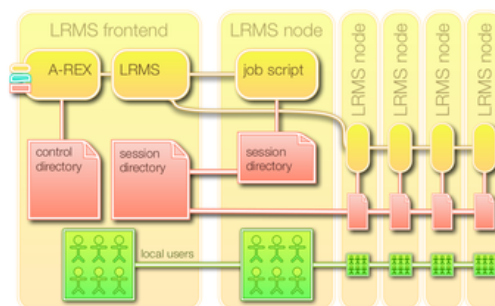 LRMS frontend
LRMS node
LRMS node
LRMS node
LRMS node
LRMS node
A-REX
LRMS
job script
control
directory
session
directory
session
directory
local users